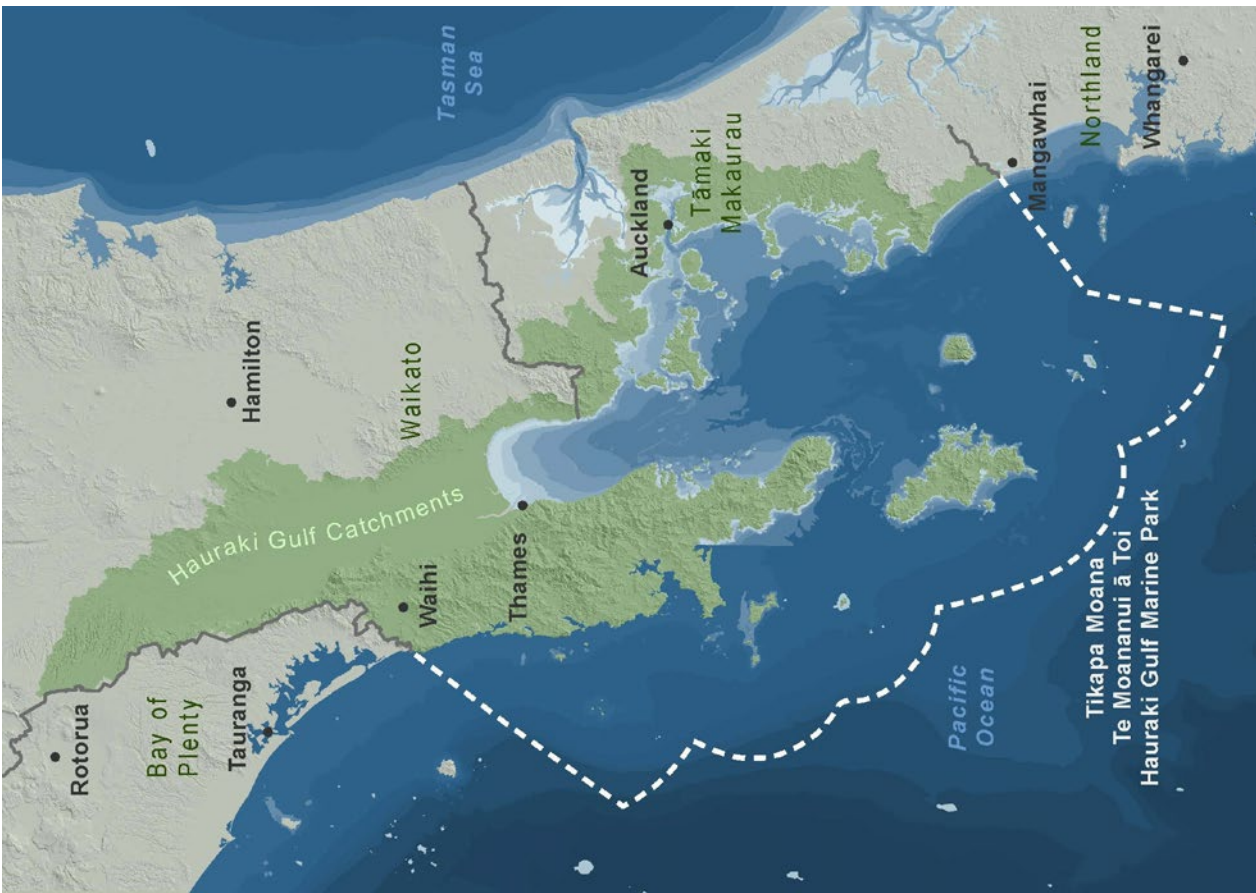 Whangarei
Northland
Mangawhai
Tasman
Sea
Tāmaki
Makaurau
Auckland
Tikapa Moana
Te Moananui ā Toi
Hauraki Gulf Marine Park
Pacific
Ocean
Waikato
Hamilton
Thames
Hauraki Gulf Catchments
Waihi
Tauranga
Bay of
Plenty
Rotorua